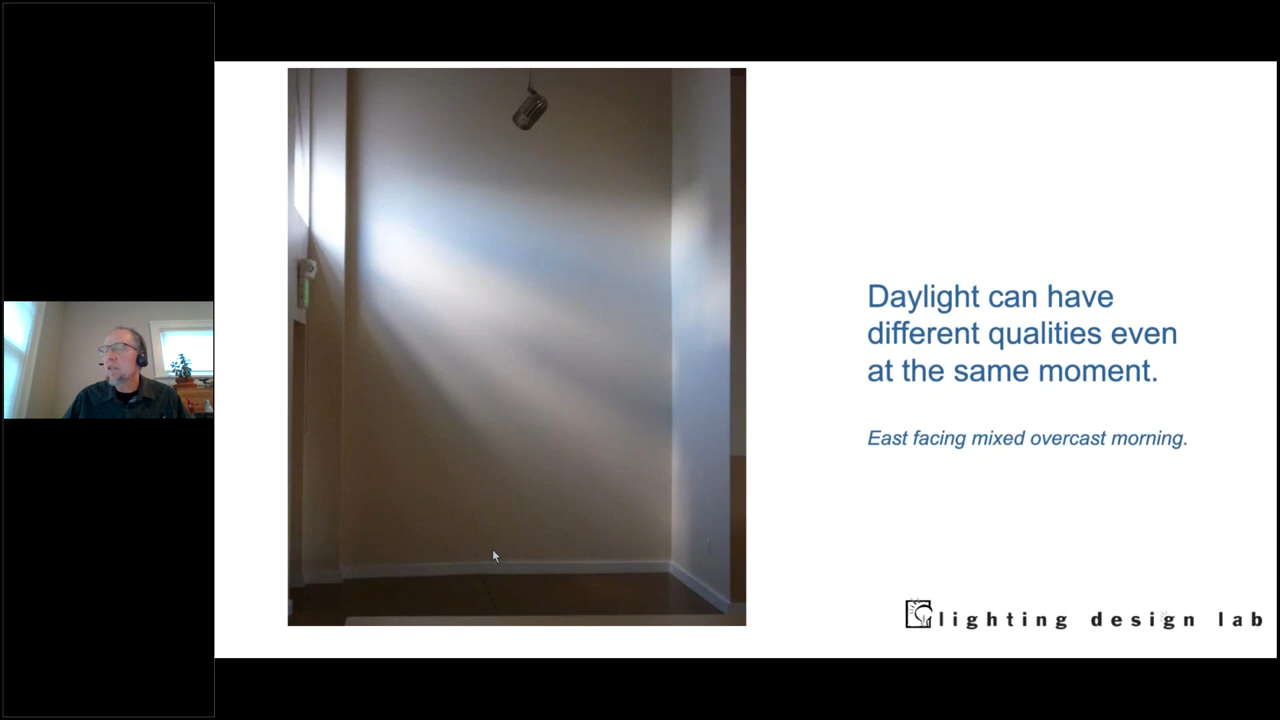 Daylight can have
different qualities even
at the same moment.
East facing mixed overcast morning.
lighting design lab